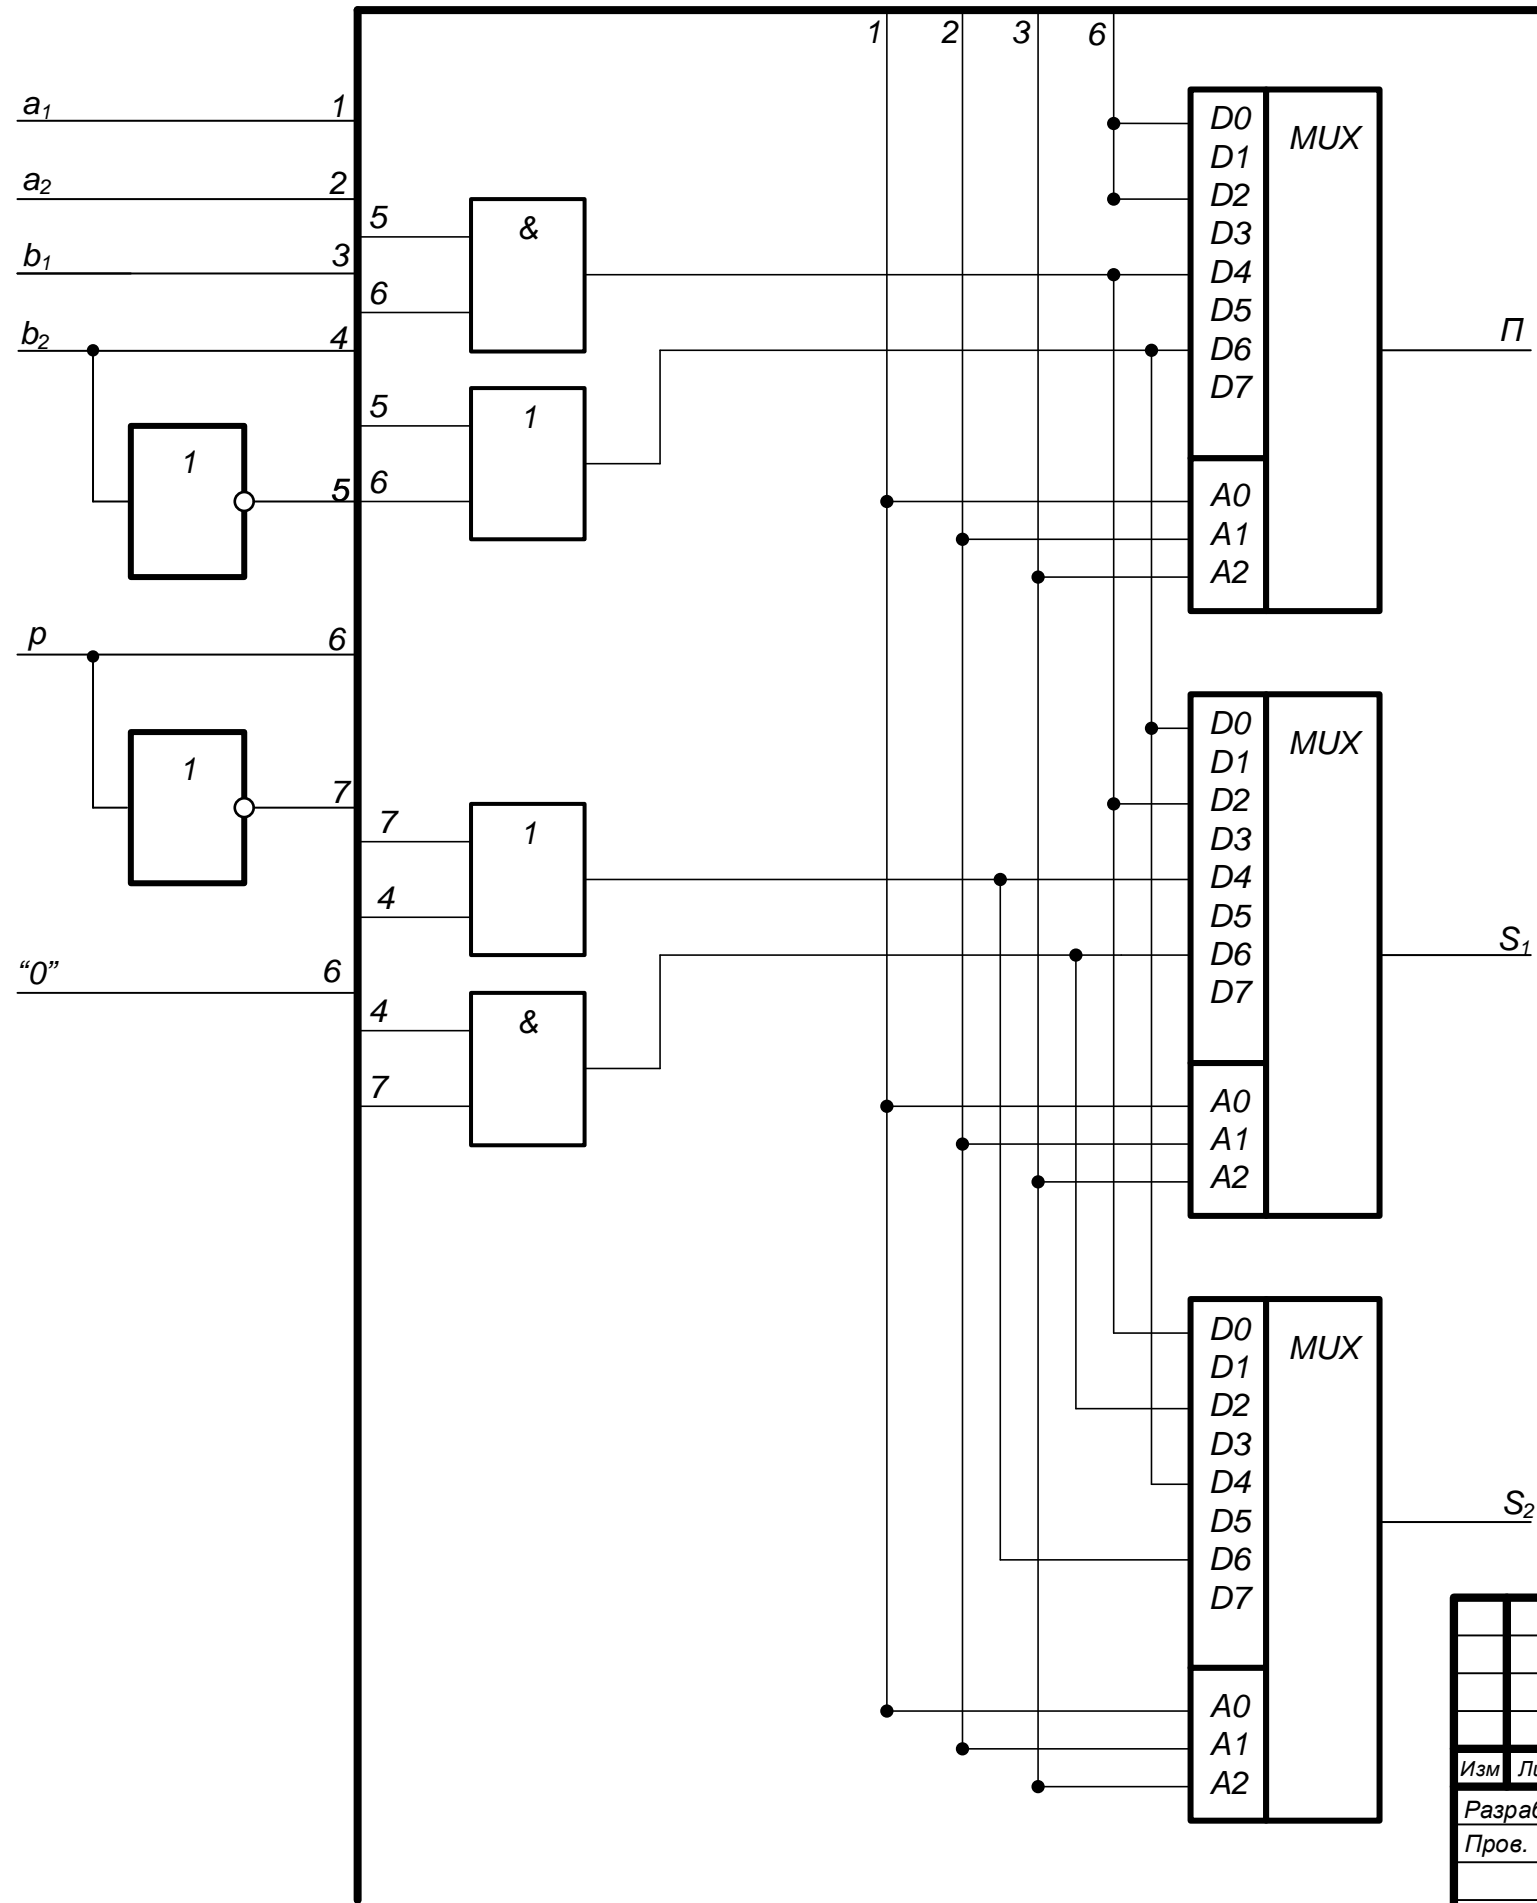 1 2 3 6
a₁ 1
a₂ 2
b₁ 3
b₂ 4
1
5
p 6
1
7
“0” 6
5
6
&
5
6
1
7
4
1
4
7
&
D0 MUX
D1
D2
D3
D4
D5
D6
D7
A0
A1
A2
П
D0 MUX
D1
D2
D3
D4
D5
D6
D7
A0
A1
A2
S₁
D0 MUX
D1
D2
D3
D4
D5
D6
D7
A0
A1
A2
S₂
Изм
Пров.